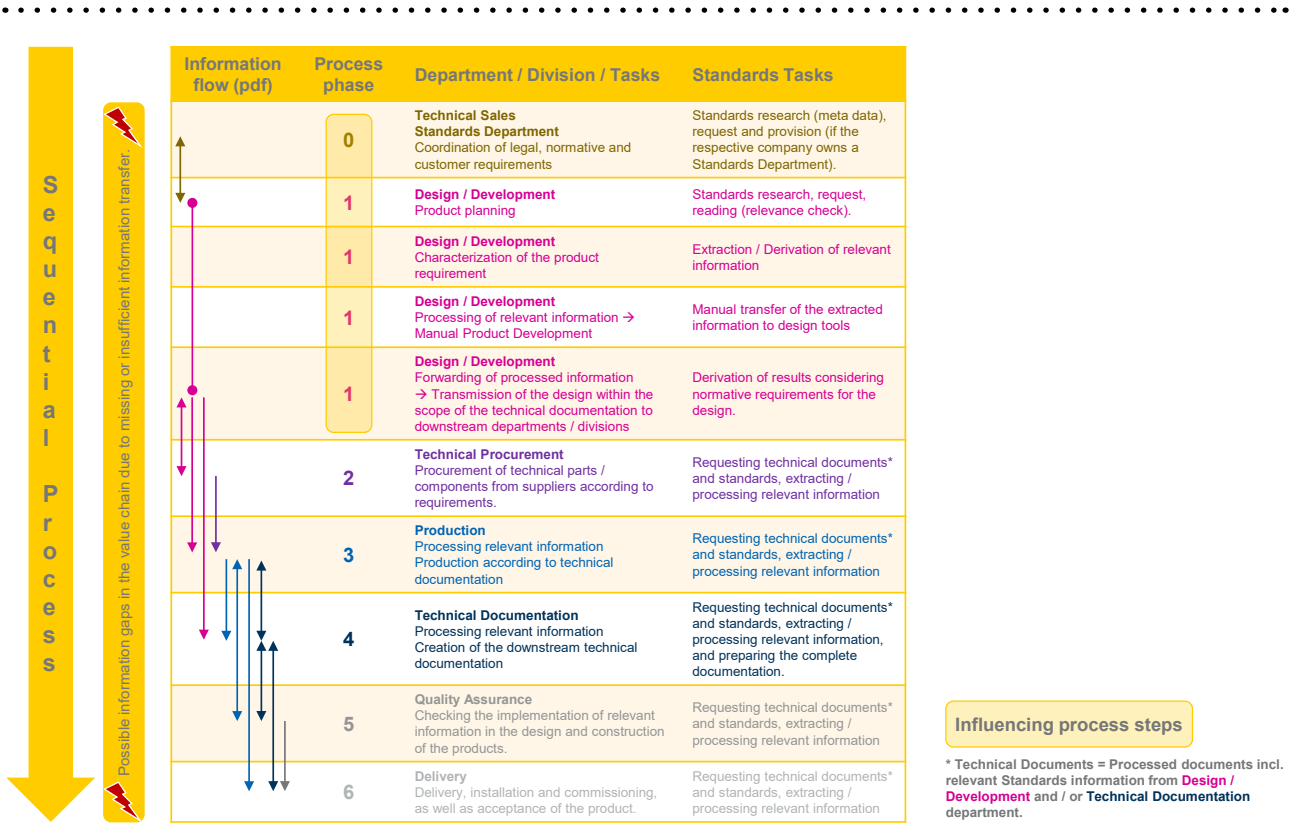 Sequential Process
Possible information gaps in the value chain due to missing or insufficient information transfer.
Information
flow (pdf)
Process
phase
Department / Division / Tasks
Standards Tasks
0
Technical Sales
Standards Department
Coordination of legal, normative and
customer requirements
Standards research (meta data),
request and provision (if the
respective company owns a
Standards Department).
1
Design / Development
Product planning
Standards research, request,
reading (relevance check).
1
Design / Development
Characterization of the product
requirement
Extraction / Derivation of relevant
information
1
Design / Development
Processing of relevant information →
Manual Product Development
Manual transfer of the extracted
information to design tools
1
Design / Development
Forwarding of processed information
→ Transmission of the design within the
scope of the technical documentation to
downstream departments / divisions
Derivation of results considering
normative requirements for the
design.
2
Technical Procurement
Procurement of technical parts /
components from suppliers according to
requirements.
Requesting technical documents*
and standards, extracting /
processing relevant information
3
Production
Processing relevant information
Production according to technical
documentation
Requesting technical documents*
and standards, extracting /
processing relevant information
4
Technical Documentation
Processing relevant information
Creation of the downstream technical
documentation
Requesting technical documents*
and standards, extracting /
processing relevant information,
and preparing the complete
documentation.
5
Quality Assurance
Checking the implementation of relevant
information in the design and construction
of the products.
Requesting technical documents*
and standards, extracting /
processing relevant information
6
Delivery
Delivery, installation and commissioning,
as well as acceptance of the product.
Requesting technical documents*
and standards, extracting /
processing relevant information
Influencing process steps
* Technical Documents = Processed documents incl.
relevant Standards information from Design /
Development and / or Technical Documentation
department.